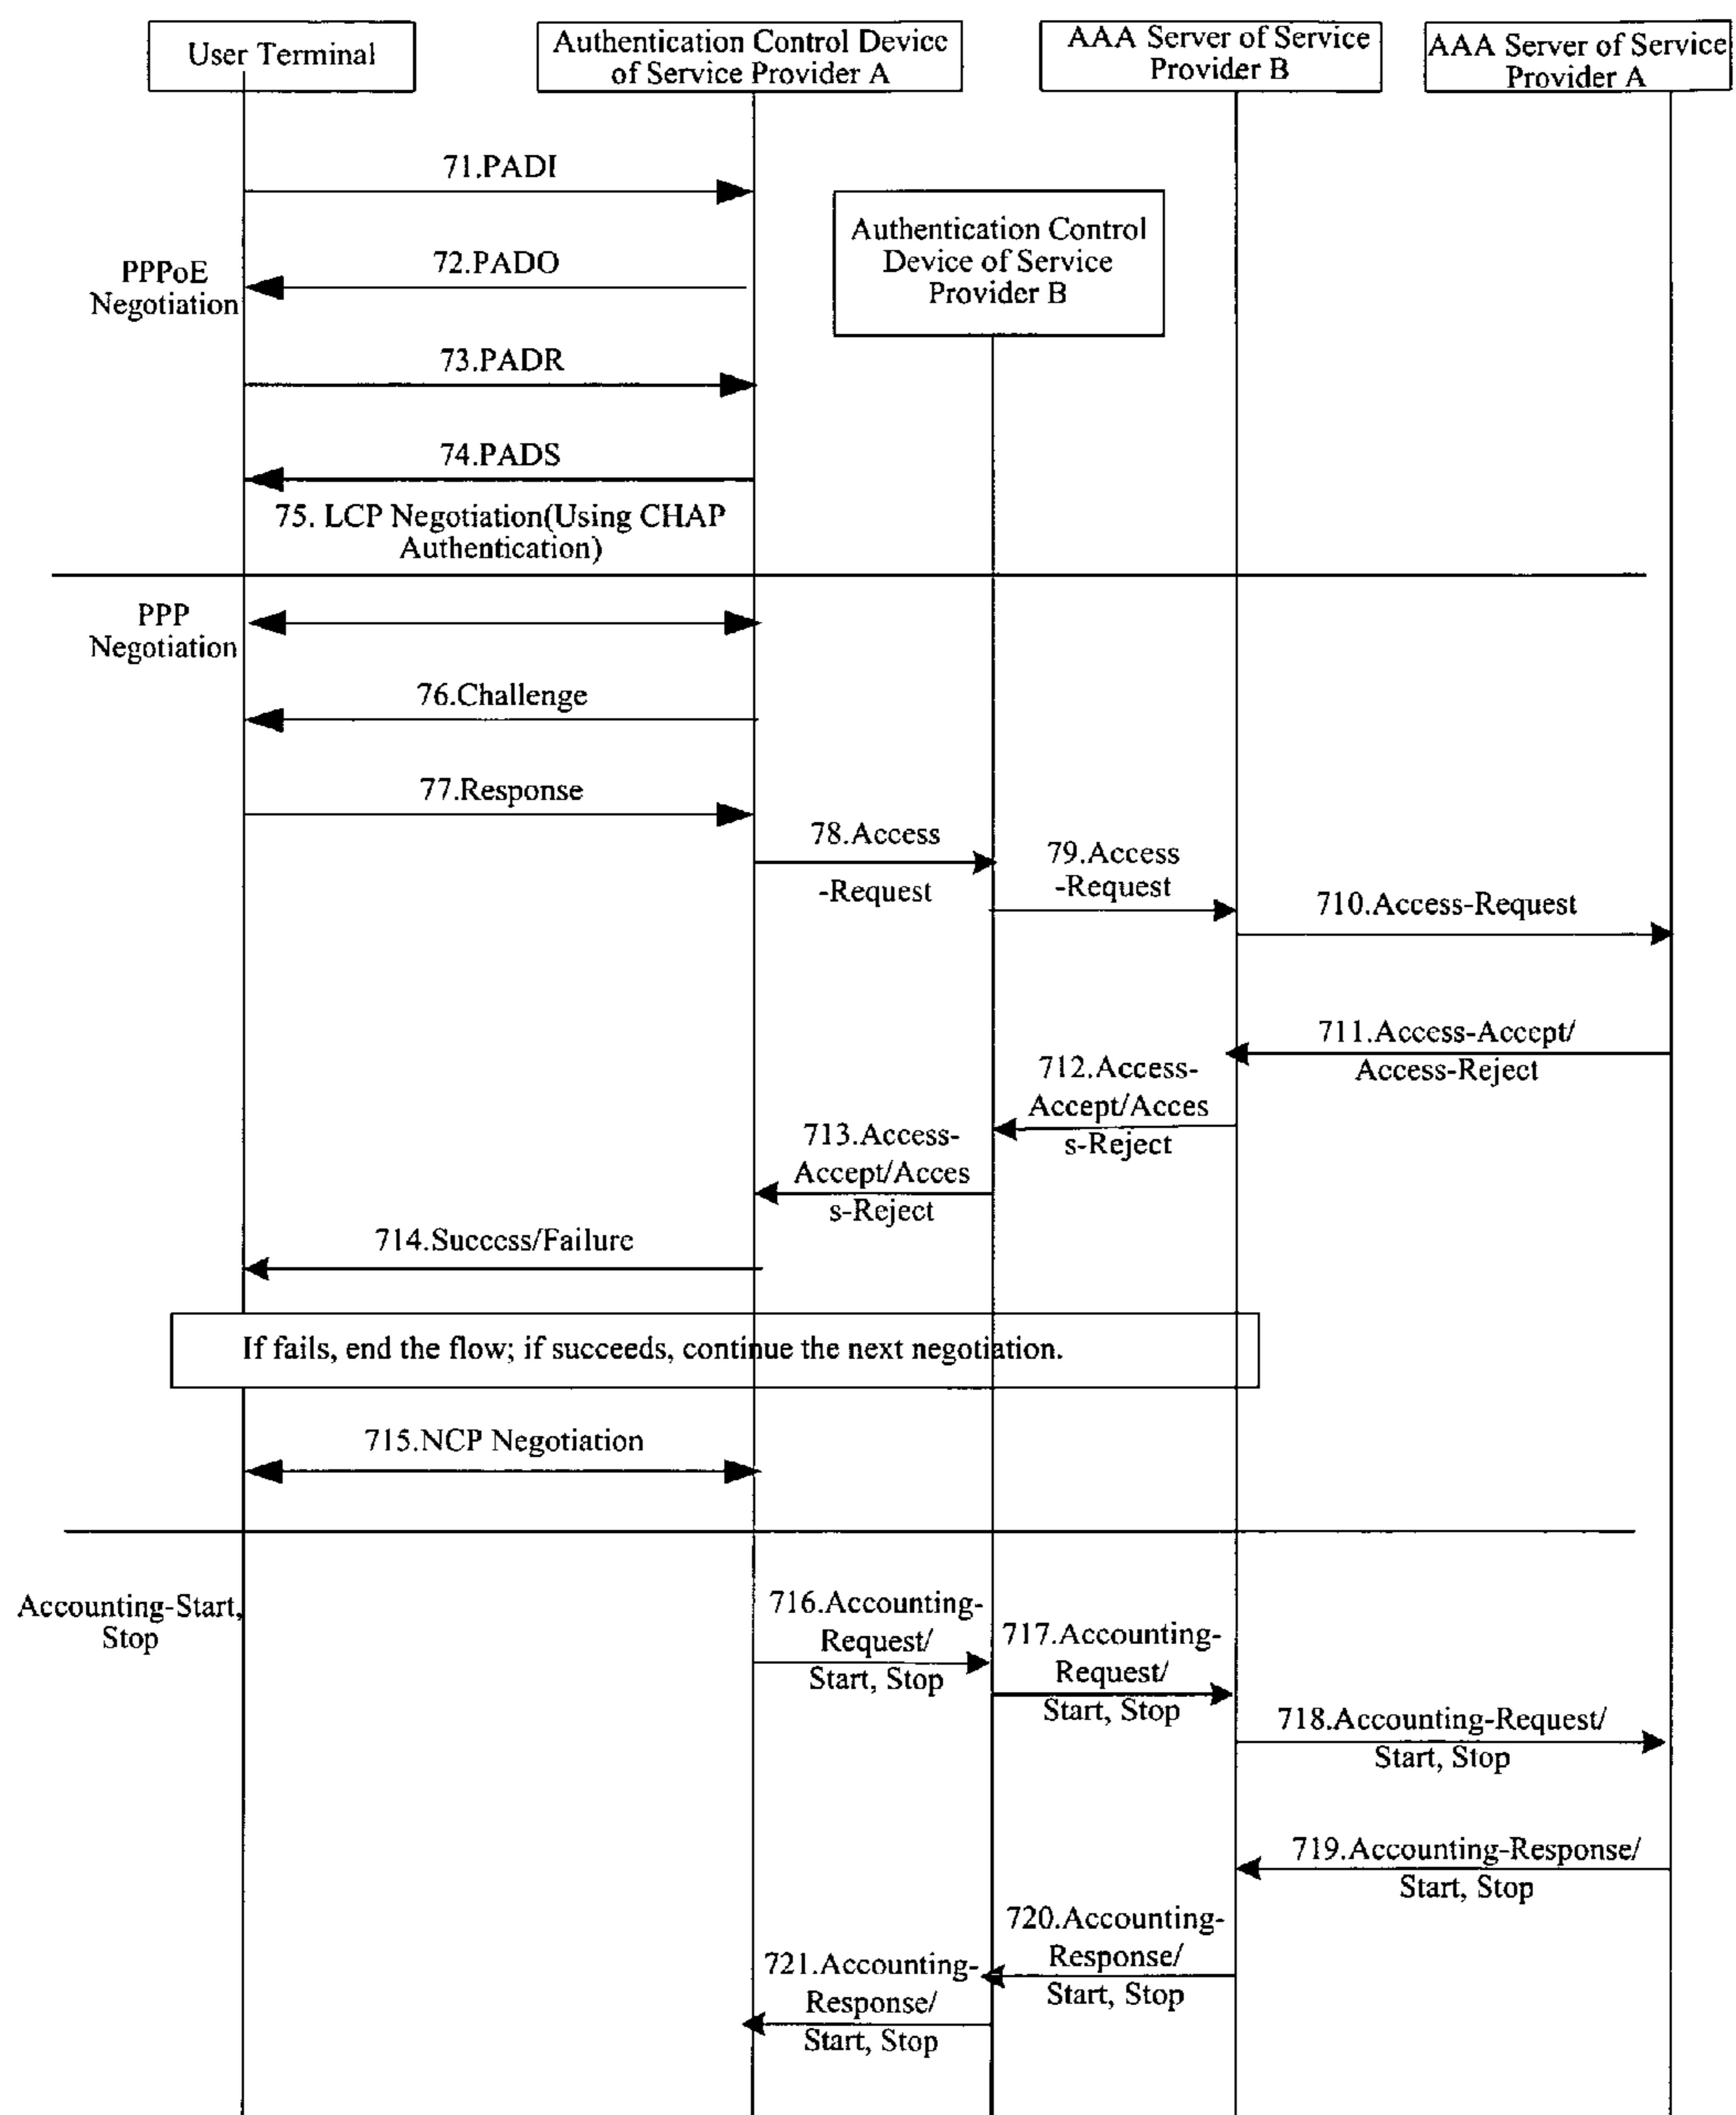 User Terminal
Authentication Control Device
of Service Provider A
AAA Server of Service
Provider B
AAA Server of Service
Provider A
71.PADI
Authentication Control
Device of Service
Provider B
PPPoE
Negotiation
72.PADO
73.PADR
74.PADS
75. LCP Negotiation(Using CHAP
Authentication)
PPP
Negotiation
76.Challenge
77.Response
78.Access
-Request
79.Access
-Request
710.Access-Request
711.Access-Accept/
Access-Reject
712.Access-
Accept/Acces
s-Reject
713.Access-
Accept/Acces
s-Reject
714.Success/Failure
If fails, end the flow; if succeeds, continue the next negotiation.
715.NCP Negotiation
Accounting-Start,
Stop
716.Accounting-
Request/
Start, Stop
717.Accounting-
Request/
Start, Stop
718.Accounting-Request/
Start, Stop
719.Accounting-Response/
Start, Stop
720.Accounting-
Response/
Start, Stop
721.Accounting-
Response/
Start, Stop